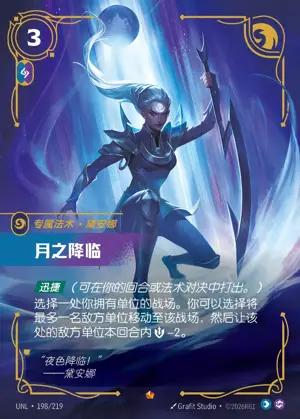 3
专属法术·黛安娜
月之降临
迅捷（可在你的回合或法术对决中打出。）
选择一处你拥有单位的战场。你可以选择将
最多一名敌方单位移动至该战场，然后让该
处的敌方单位本回合内-2。
“夜色降临！”
——黛安娜
UNL·198/219
Grafit Studio · ©2026RGI